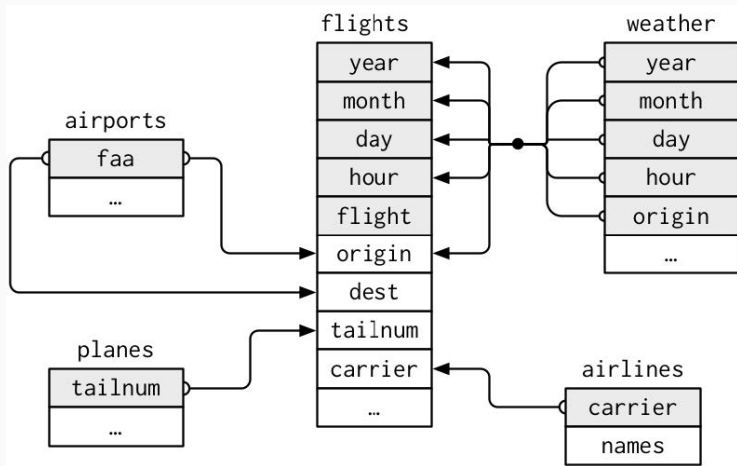 flights
year
month
day
hour
flight
origin
dest
tailnum
carrier
…
weather
year
month
day
hour
origin
…
airports
faa
…
planes
tailnum
…
airlines
carrier
names